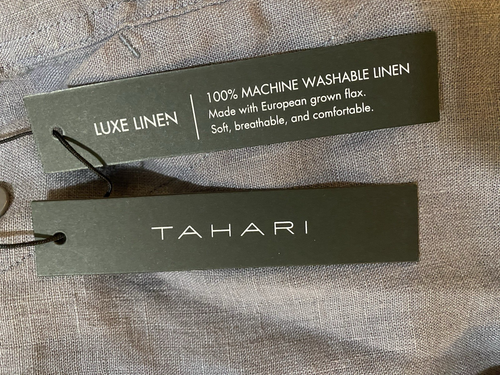 LUXE LINEN
100% MACHINE WASHABLE LINEN
Made with European grown flax.
Soft, breathable, and comfortable.
TAHARI